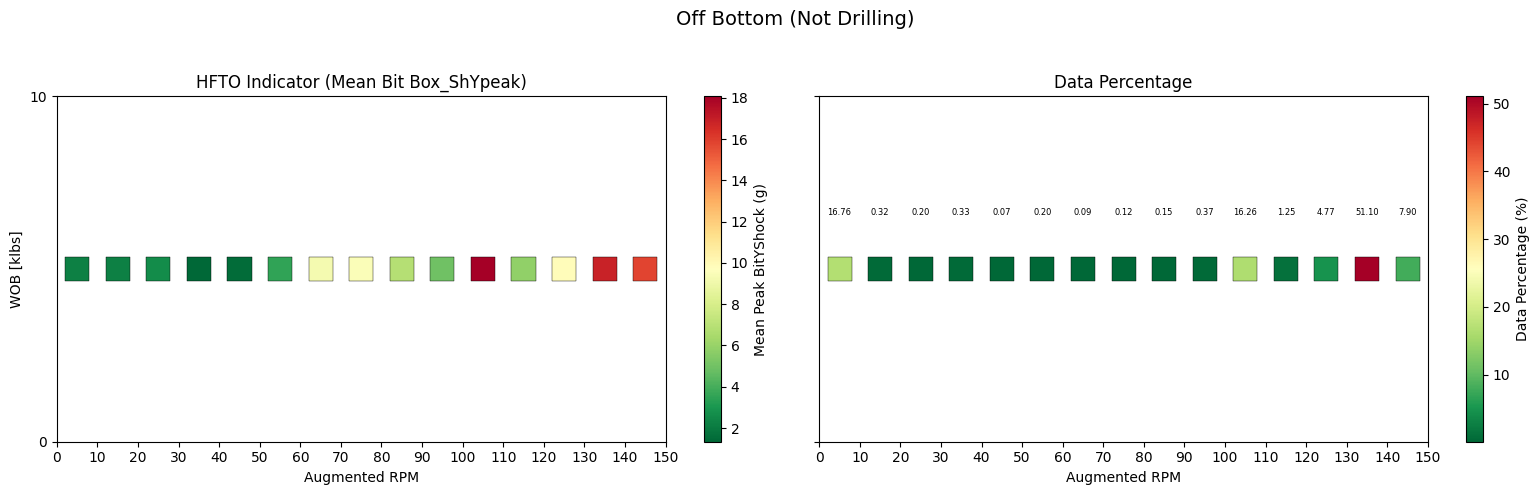 Off Bottom (Not Drilling)
HFTO Indicator (Mean Bit Box_ShYpeak)
10
0
WOB [klbs]
0 10 20 30 40 50 60 70 80 90 100 110 120 130 140 150
Augmented RPM
18
16
14
12
10
8
6
4
2
Mean Peak BitYShock (g)
Data Percentage
16.76 0.32 0.20 0.33 0.07 0.20 0.09 0.12 0.15 0.37 16.26 1.25 4.77 51.10 7.90
0 10 20 30 40 50 60 70 80 90 100 110 120 130 140 150
Augmented RPM
50
40
30
20
10
Data Percentage (%)